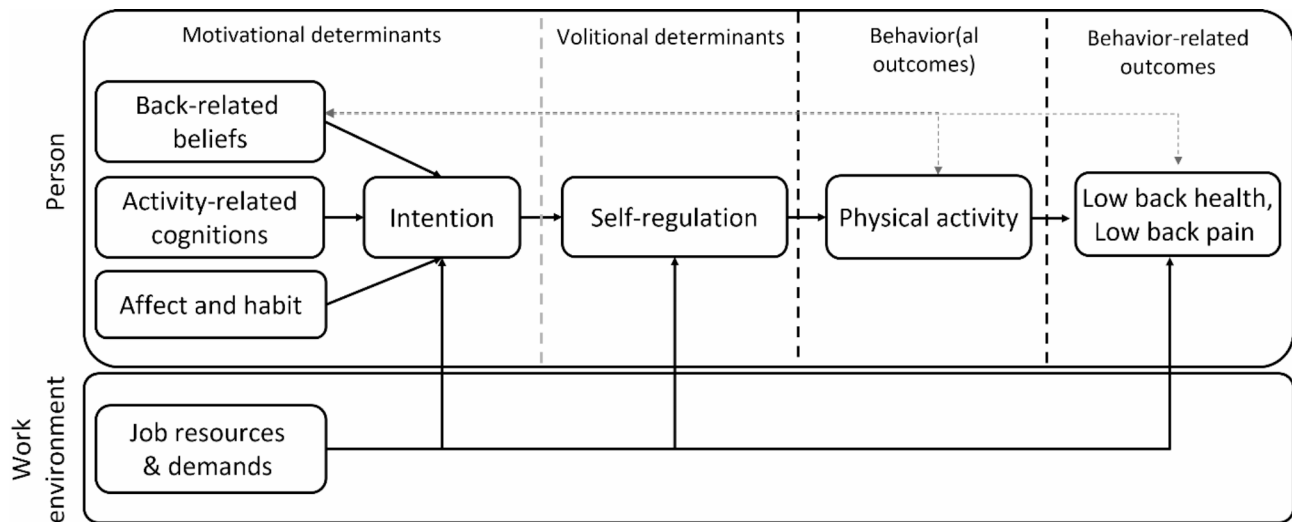 Motivational determinants
Volitional determinants
Behavior(al
outcomes)
Behavior-related
outcomes
Person
Back-related
beliefs
Activity-related
cognitions
Affect and habit
Intention
Self-regulation
Physical activity
Low back health,
Low back pain
Work
environment
Job resources
& demands